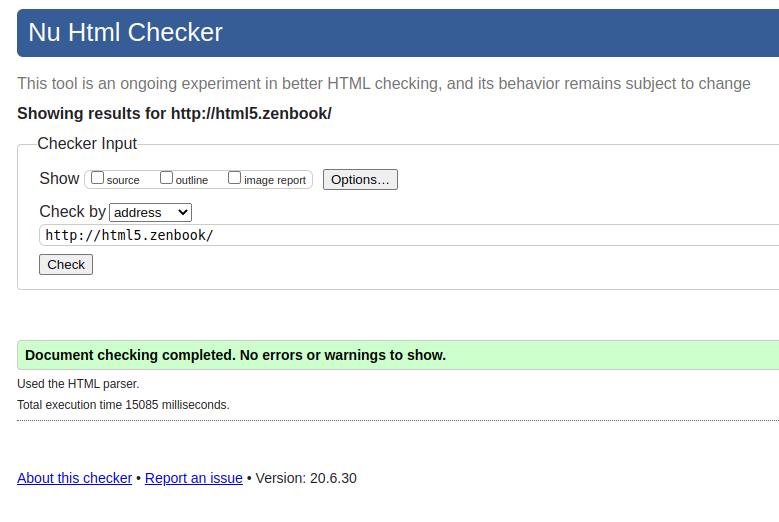 Nu Html Checker
This tool is an ongoing experiment in better HTML checking, and its behavior remains subject to change
Showing results for http://html5.zenbook/
Checker Input
Show source outline image report Options...
Check by address
http://html5.zenbook/
Check
Document checking completed. No errors or warnings to show.
Used the HTML parser.
Total execution time 15085 milliseconds.
About this checker • Report an issue • Version: 20.6.30